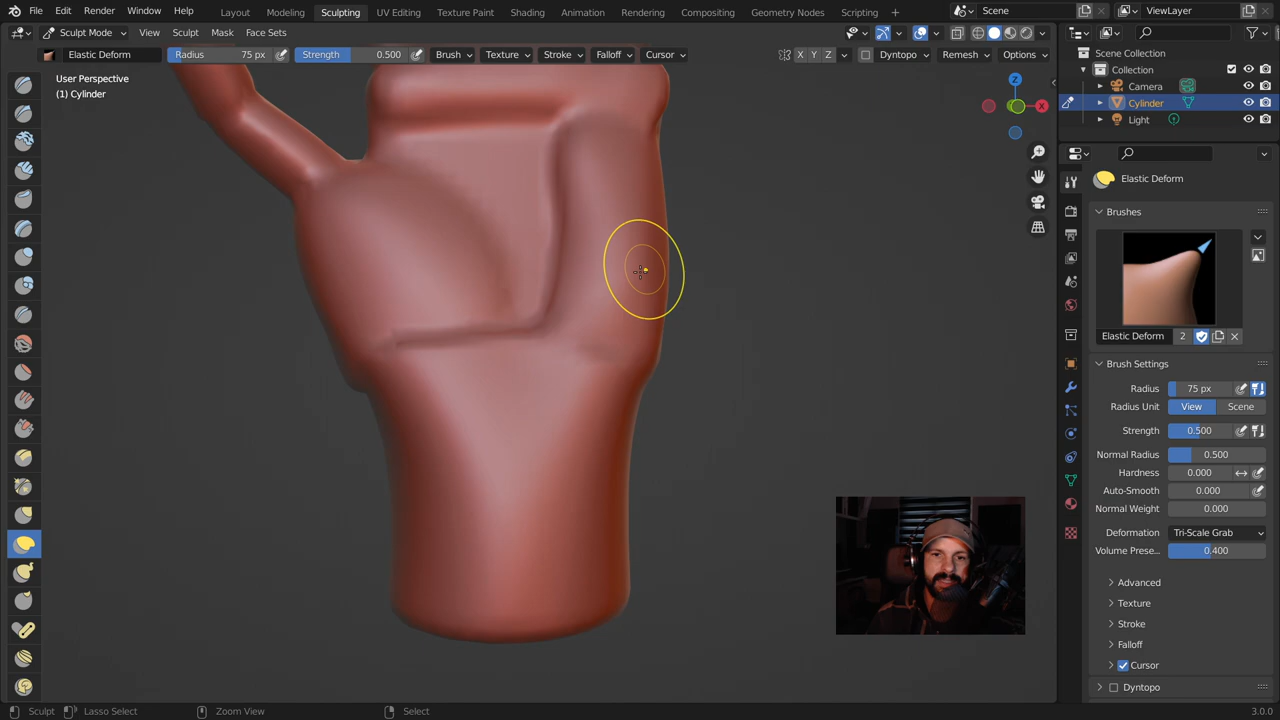 File Edit Render Window Help Layout Modeling Sculpting UV Editing Texture Paint Shading Animation Rendering Compositing Geometry Nodes Scripting + Scene ViewLayer
Sculpt Mode View Sculpt Mask Face Sets
Elastic Deform Radius 75 px Strength 0.500 Brush Texture Stroke Falloff Cursor X Y Z Dyntopo Remesh Options
User Perspective
(1) Cylinder
Z
X
Scene Collection
Collection
Camera
Cylinder
Light
Elastic Deform
Brushes
Elastic Deform 2
Brush Settings
Radius 75 px
Radius Unit View Scene
Strength 0.500
Normal Radius 0.500
Hardness 0.000
Auto-Smooth 0.000
Normal Weight 0.000
Deformation Tri-Scale Grab
Volume Prese... 0.400
Advanced
Texture
Stroke
Falloff
Cursor
Dyntopo
Sculpt Lasso Select Zoom View Select 3.0.0